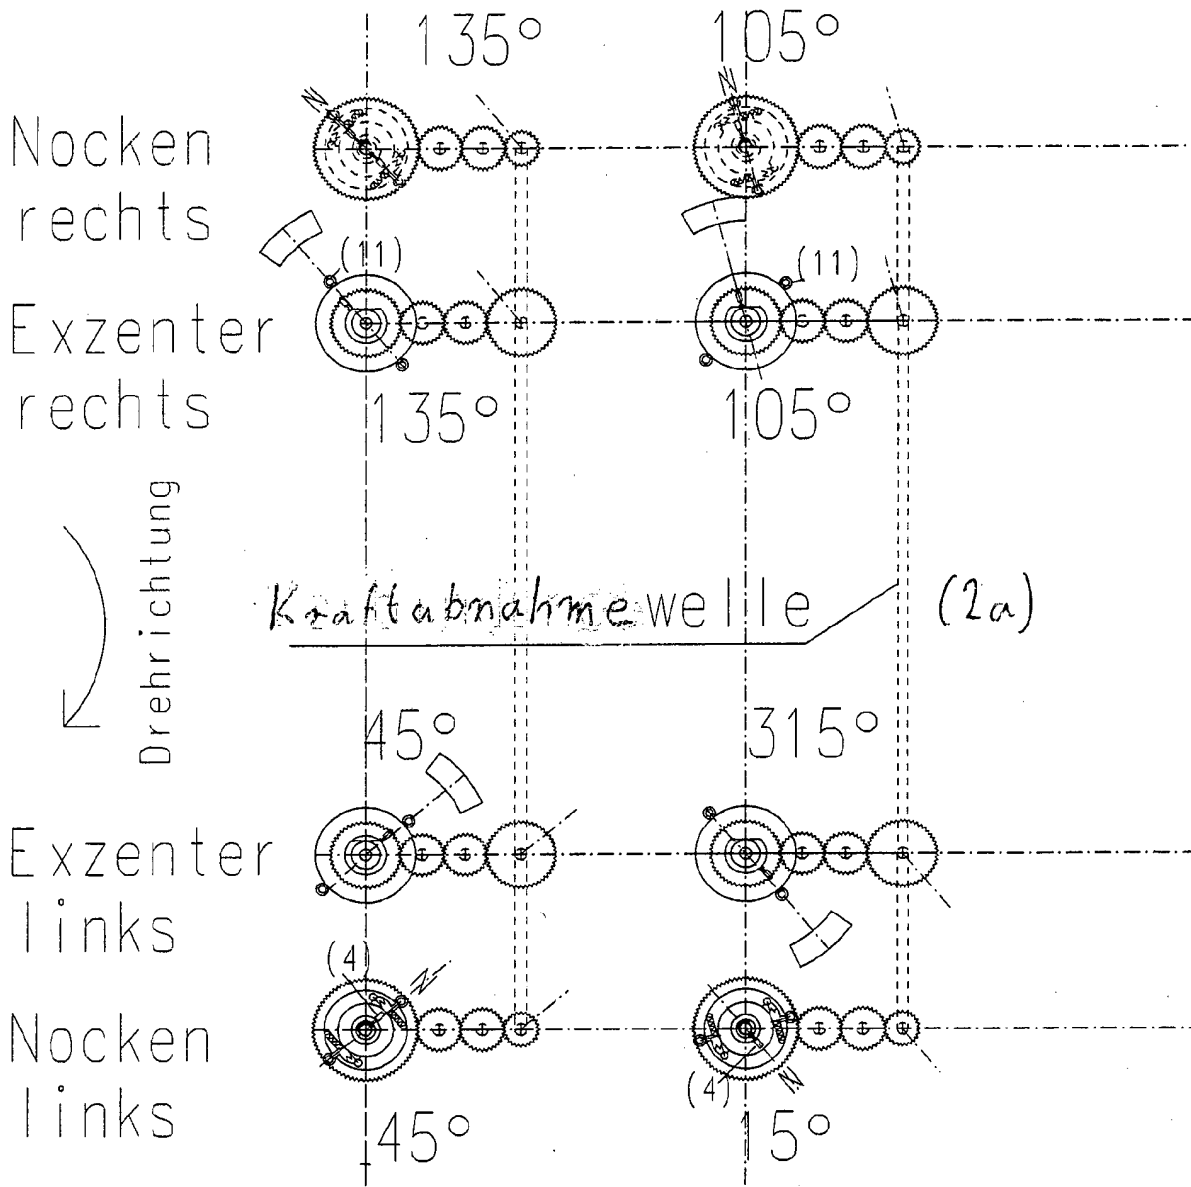 135° 105°
N N
Nocken
rechts
(11) (11)
Exzenter
rechts
135° 105°
Drehrichtung
Kraftabnahmewelle (2a)
45° 315°
Exzenter
links
(4) N
Nocken
links
(4) N
45° 15°